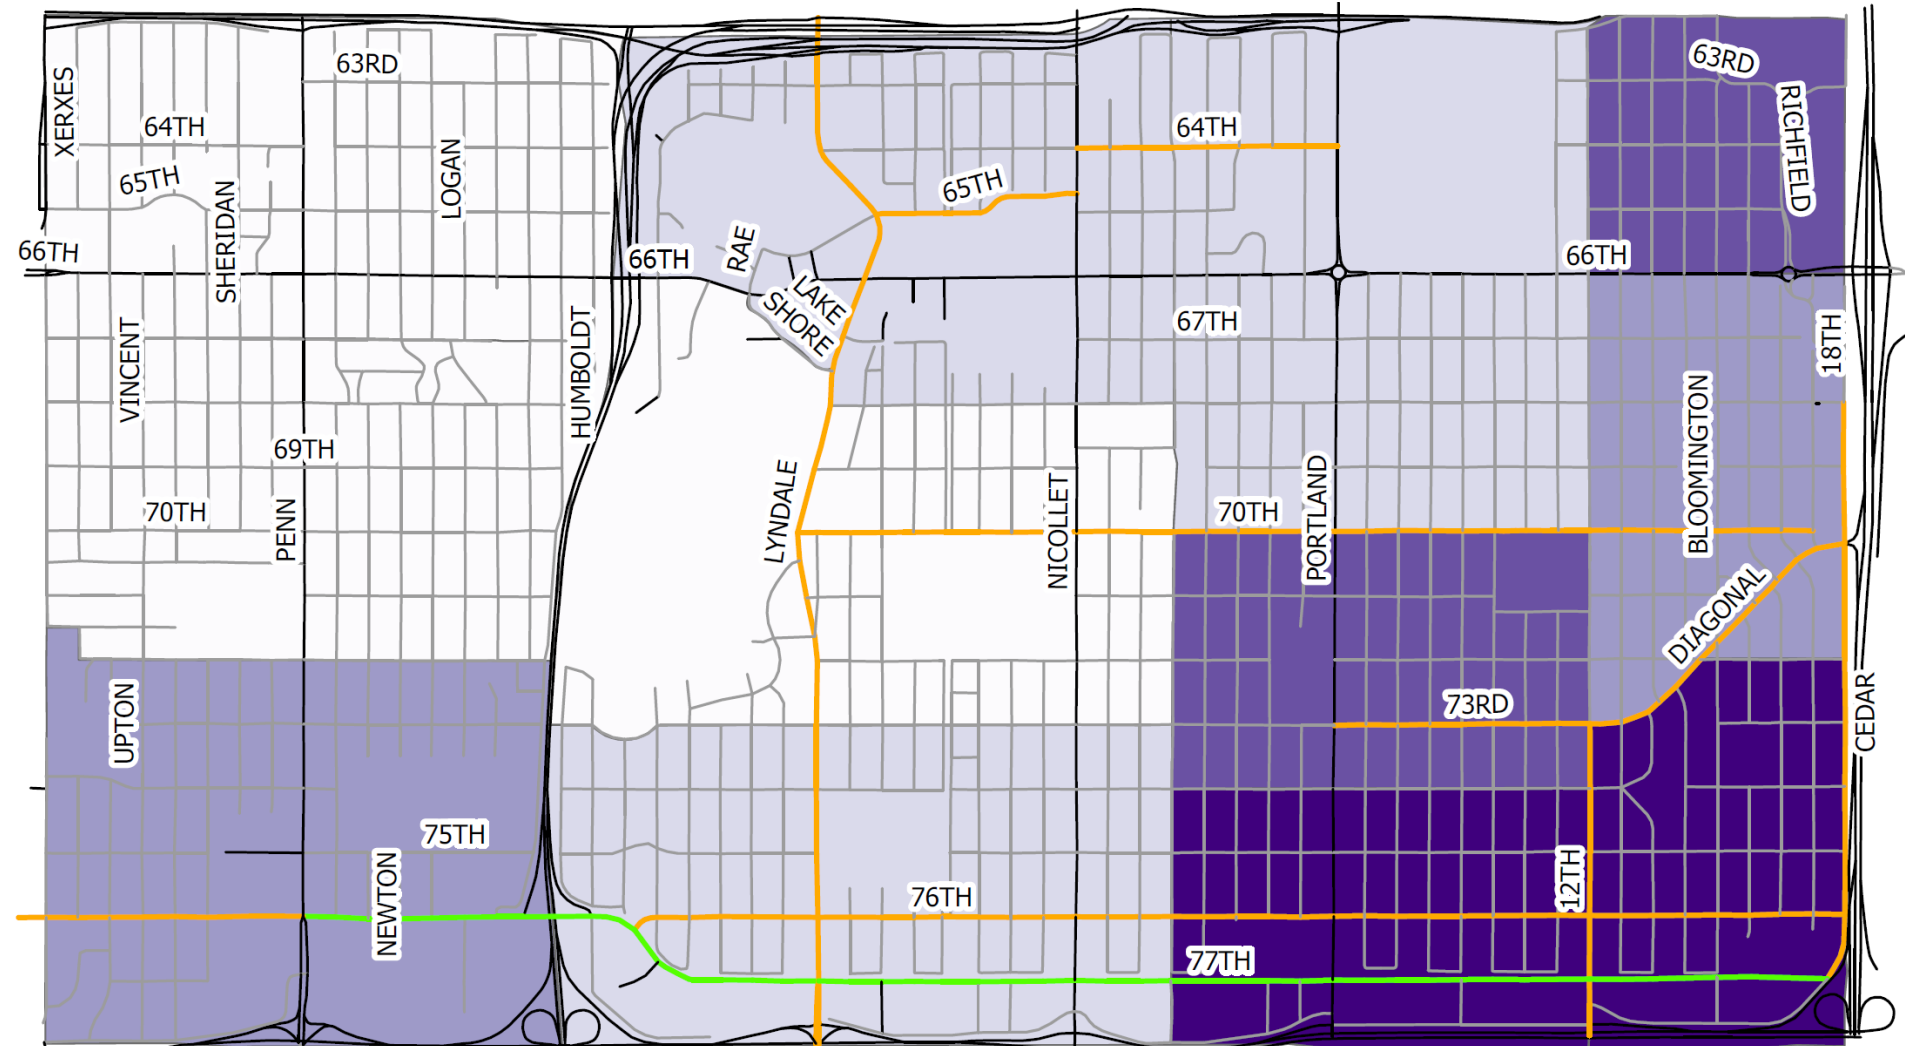 63RD
63RD
XERXES
RICHFIELD
64TH
64TH
LOGAN
65TH
65TH
SHERIDAN
RAE
66TH
66TH
66TH
LAKE
SHORE
67TH
18TH
VINCENT
HUMBOLDT
69TH
BLOOMINGTON
70TH
70TH
PENN
LYNDALE
NICOLLET
PORTLAND
DIAGONAL
73RD
UPTON
CEDAR
75TH
NEWTON
76TH
12TH
77TH